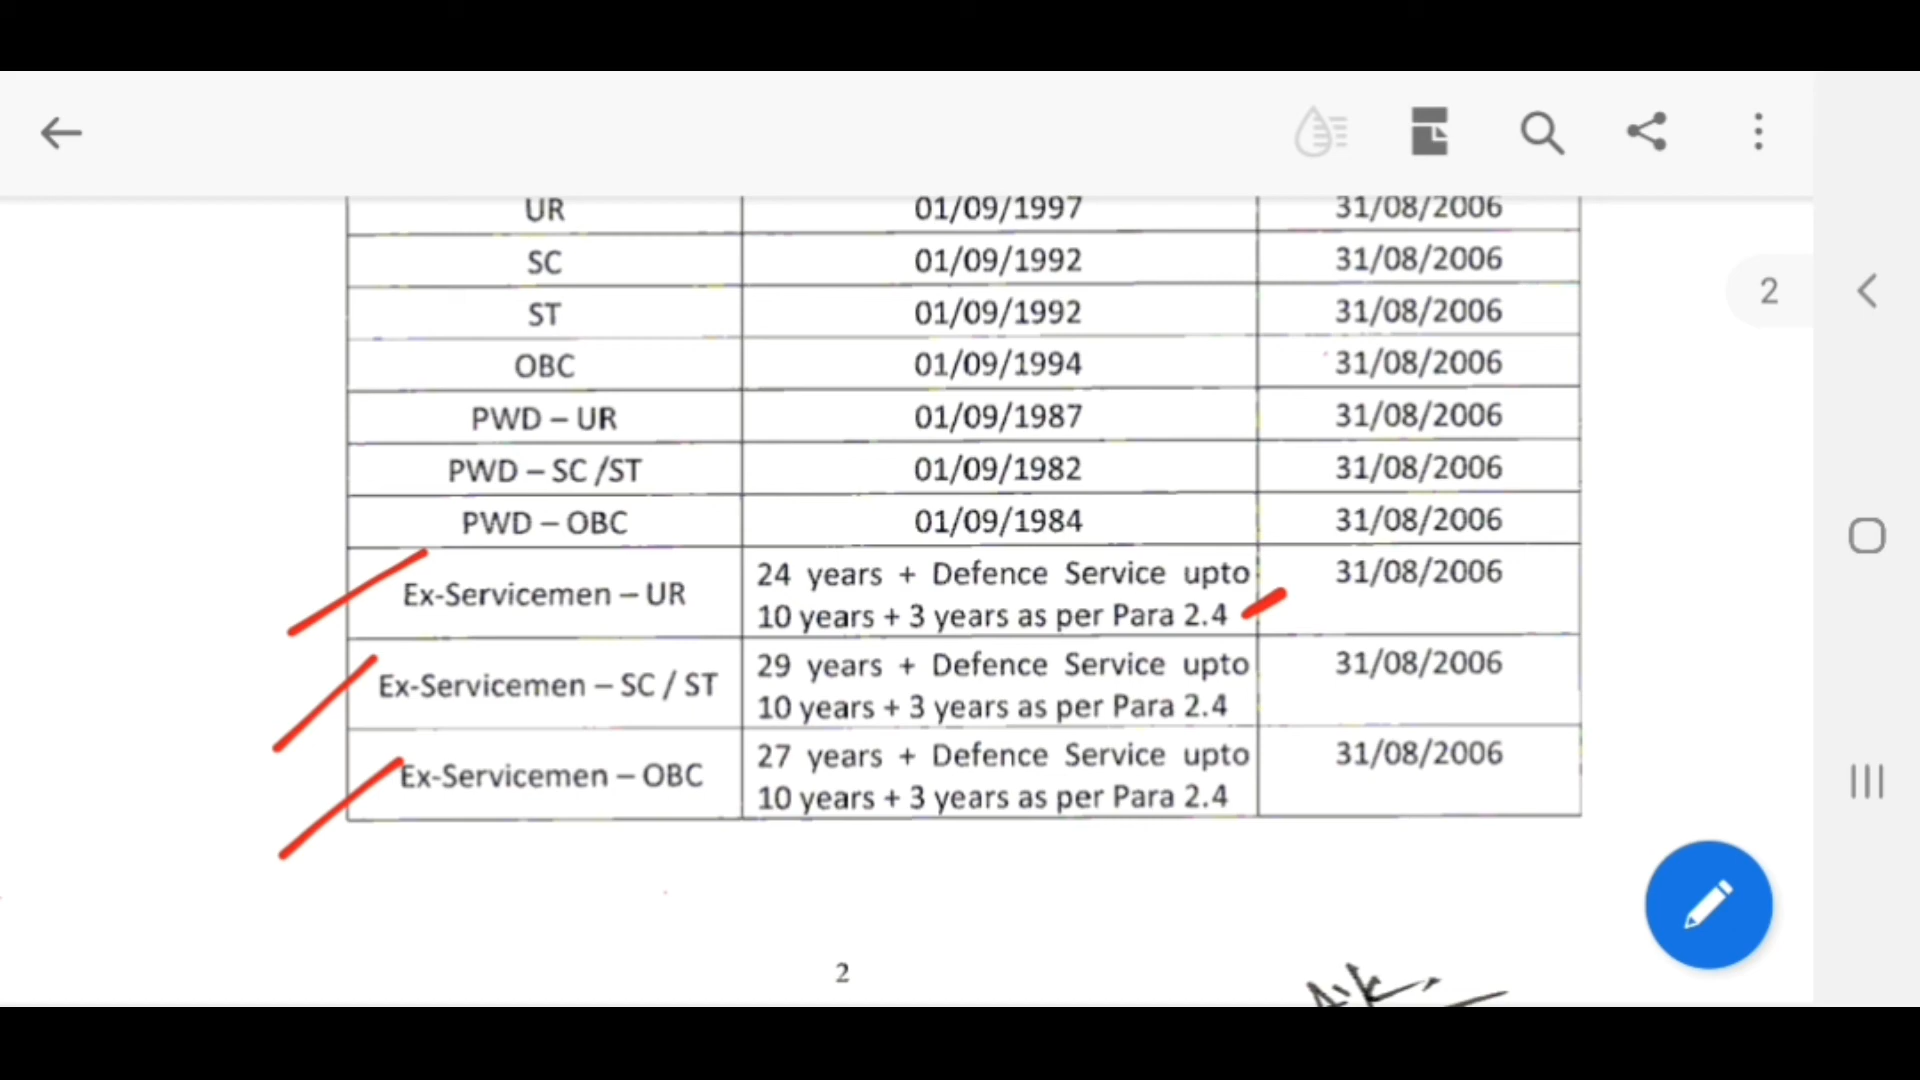 UR 01/09/1997 31/08/2006
SC 01/09/1992 31/08/2006
ST 01/09/1992 31/08/2006
OBC 01/09/1994 31/08/2006
PWD – UR 01/09/1987 31/08/2006
PWD – SC /ST 01/09/1982 31/08/2006
PWD – OBC 01/09/1984 31/08/2006
Ex-Servicemen – UR 24 years + Defence Service upto 31/08/2006
10 years + 3 years as per Para 2.4
Ex-Servicemen – SC / ST 29 years + Defence Service upto 31/08/2006
10 years + 3 years as per Para 2.4
Ex-Servicemen – OBC 27 years + Defence Service upto 31/08/2006
10 years + 3 years as per Para 2.4
2
2